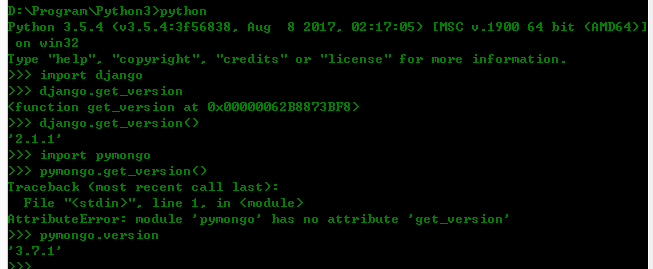 D:\Program\Python3>python
Python 3.5.4 (v3.5.4:3f56838, Aug  8 2017, 02:17:05) [MSC v.1900 64 bit (AMD64)]
 on win32
Type "help", "copyright", "credits" or "license" for more information.
>>> import django
>>> django.get_version
<function get_version at 0x00000062B8873BF8>
>>> django.get_version()
'2.1.1'
>>> import pymongo
>>> pymongo.get_version()
Traceback (most recent call last):
  File "<stdin>", line 1, in <module>
AttributeError: module 'pymongo' has no attribute 'get_version'
>>> pymongo.version
'3.7.1'
>>>